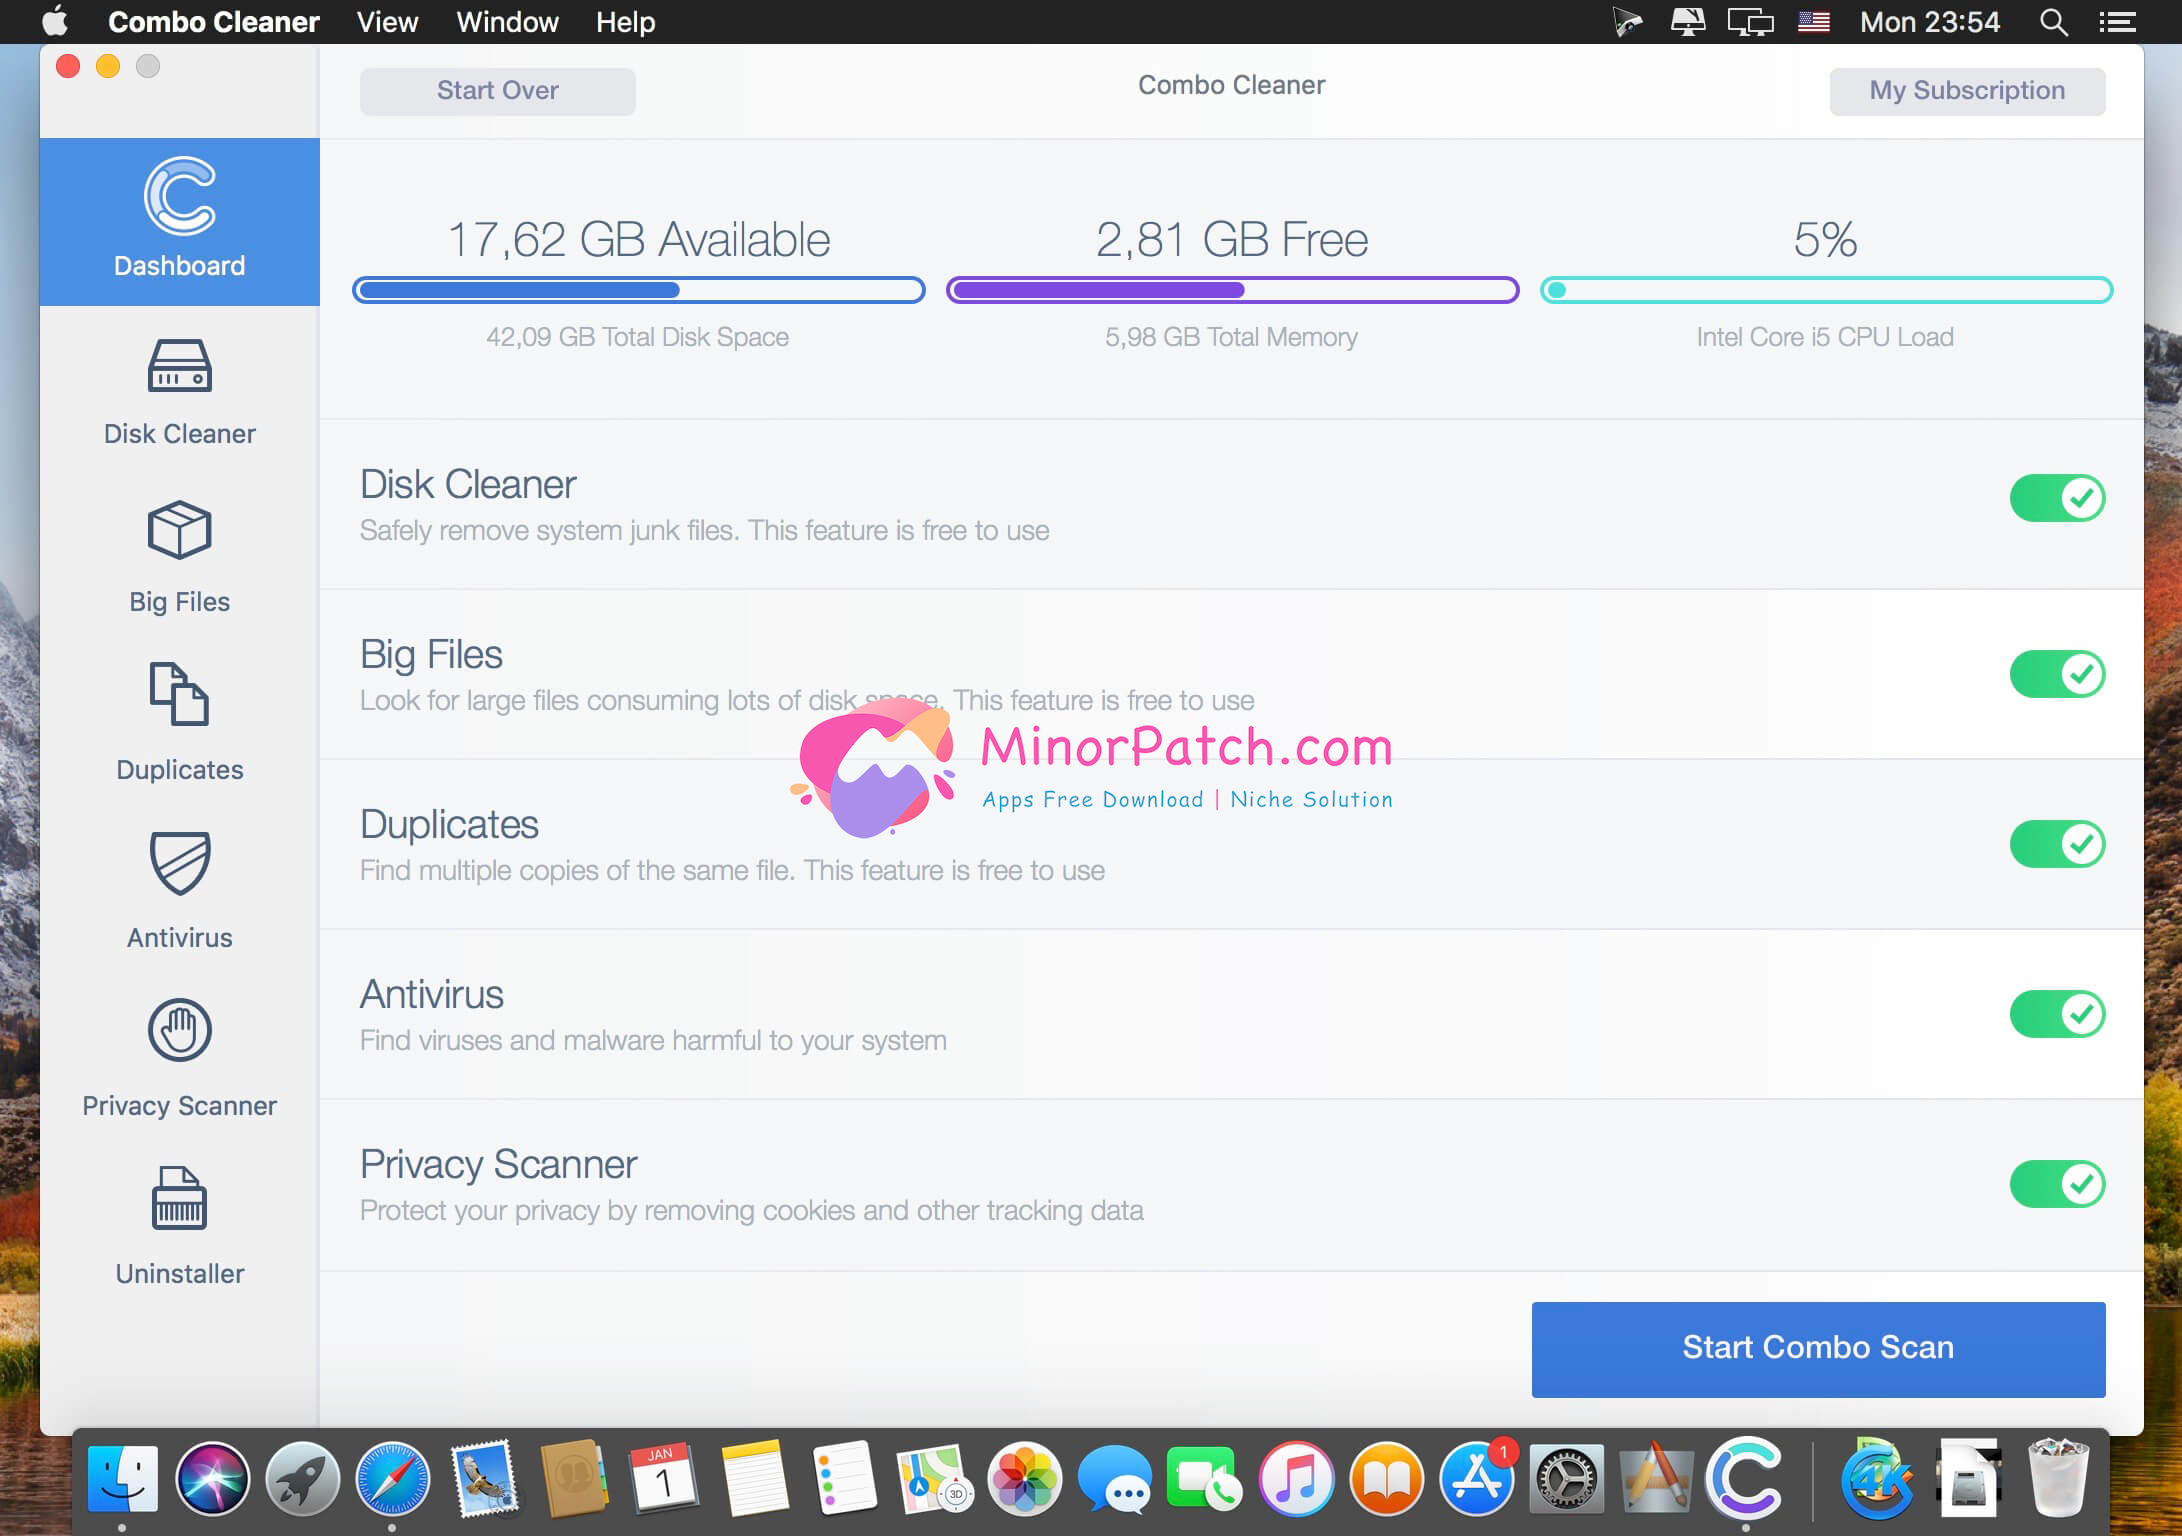 Combo Cleaner View Window Help Mon 23:54
Start Over Combo Cleaner My Subscription
Dashboard
Disk Cleaner
Big Files
Duplicates
Antivirus
Privacy Scanner
Uninstaller
17,62 GB Available
42,09 GB Total Disk Space
2,81 GB Free
5,98 GB Total Memory
5%
Intel Core i5 CPU Load
Disk Cleaner
Safely remove system junk files. This feature is free to use
Big Files
Look for large files consuming lots of disk space. This feature is free to use
MinorPatch.com
Apps Free Download | Niche Solution
Duplicates
Find multiple copies of the same file. This feature is free to use
Antivirus
Find viruses and malware harmful to your system
Privacy Scanner
Protect your privacy by removing cookies and other tracking data
Start Combo Scan
JAN
1
3D
1
4K